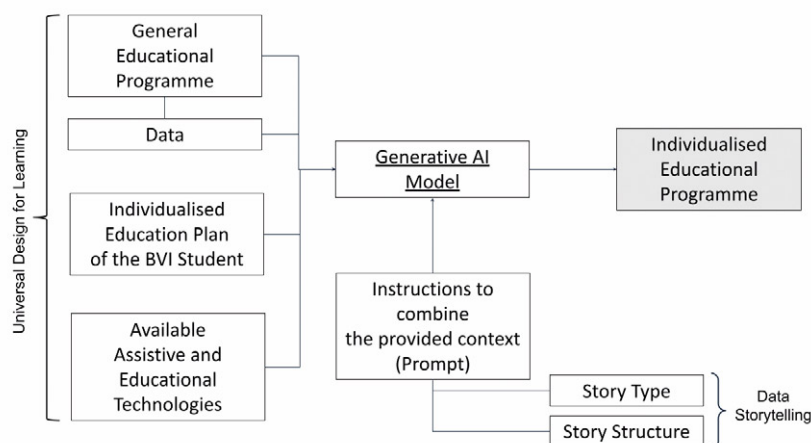 Universal Design for Learning
General
Educational
Programme
Data
Individualised
Education Plan
of the BVI Student
Available
Assistive and
Educational
Technologies
Generative AI
Model
Instructions to
combine
the provided context
(Prompt)
Individualised
Educational
Programme
Story Type
Story Structure
Data
Storytelling